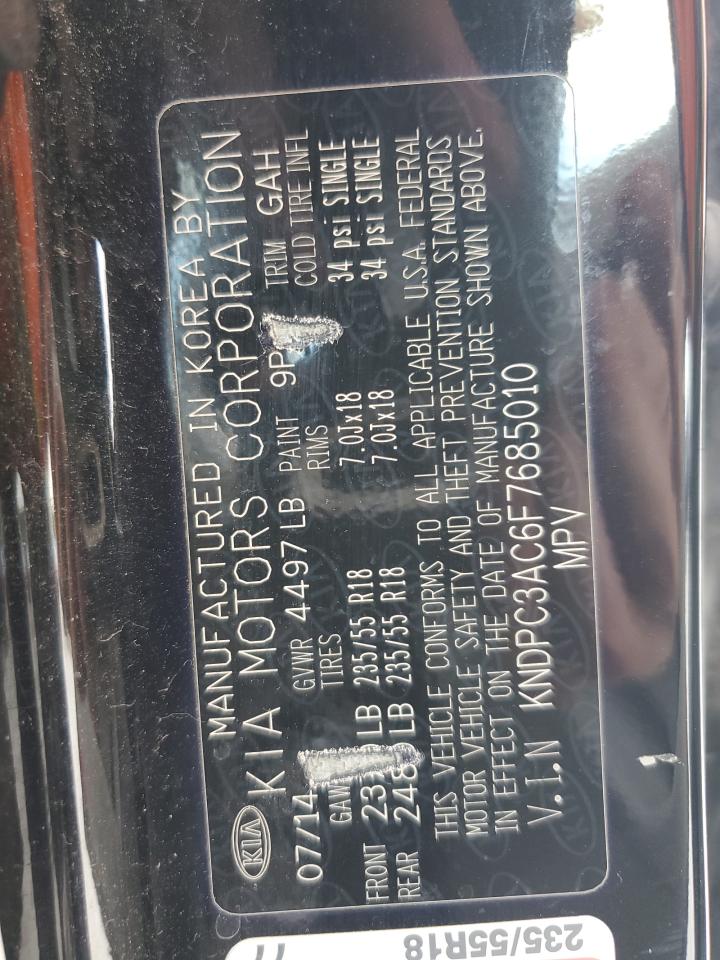 MANUFACTURED IN KOREA BY
KIA KIA MOTORS CORPORATION
07/14 GVWR 4497 LB PAINT 9P TRIM GAH
TIRES RIMS COLD TIRE INFL
FRONT LB 235/55 R18 7.0Jx18 34 psi SINGLE
REAR LB 235/55 R18 7.0Jx18 34 psi SINGLE
THIS VEHICLE CONFORMS TO ALL APPLICABLE U.S.A. FEDERAL
MOTOR VEHICLE SAFETY AND THEFT PREVENTION STANDARDS
IN EFFECT ON THE DATE OF MANUFACTURE SHOWN ABOVE.
V.I.N KNDPC3AC6F7685010
MPV
235/55R18